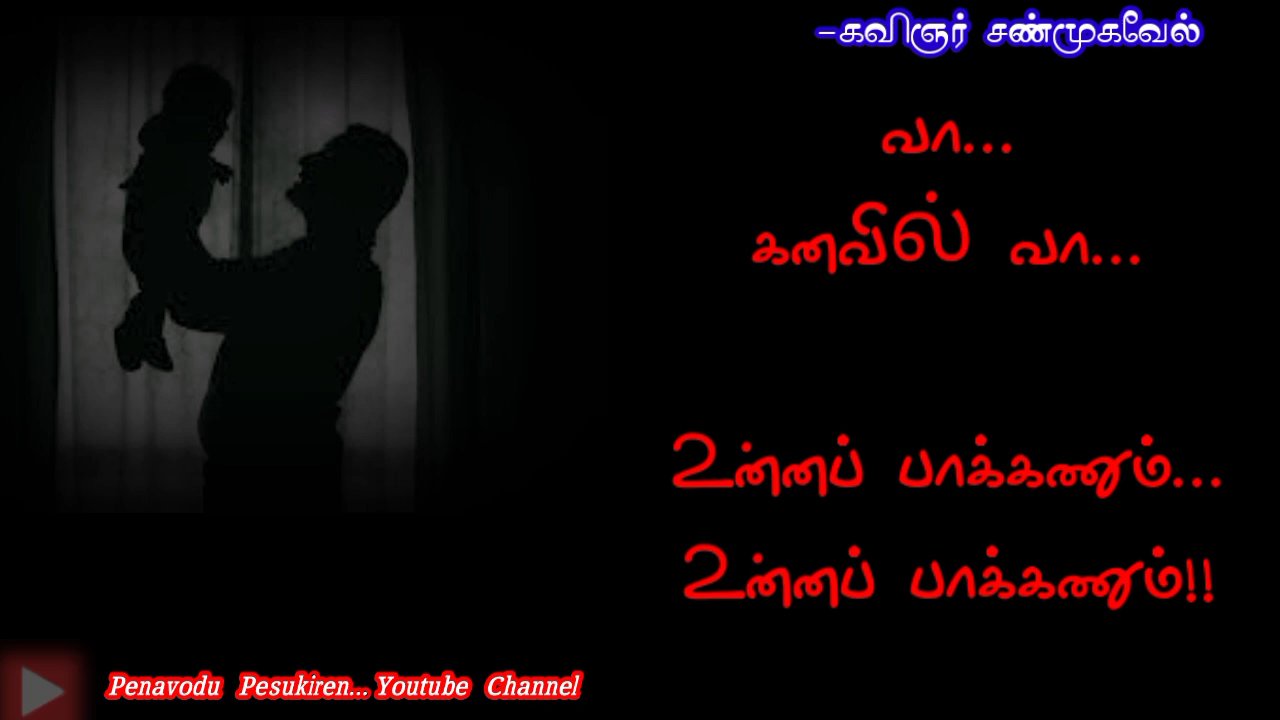 -கவிஞர் சண்முகவேல்
வா...
கனவில் வா...
உன்னப் பாக்கணும்...
உன்னப் பாக்கணும்!!
Penavodu Pesukiren... Youtube Channel